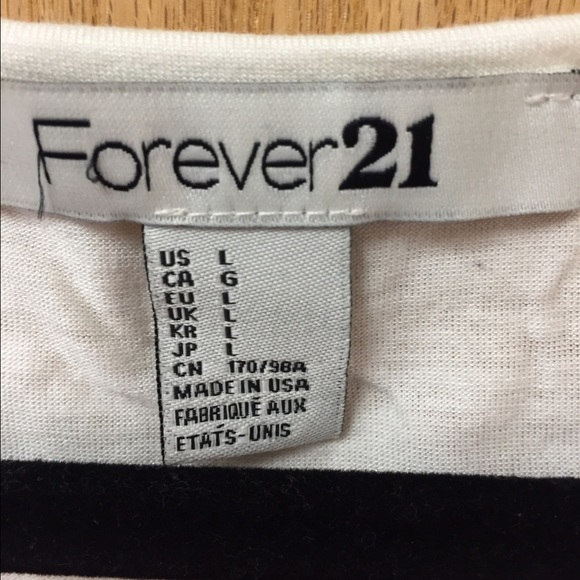 Forever21
US L
CA G
EU L
UK L
KR L
JP L
CN 170/98A
MADE IN USA
FABRIQUÉ AUX
ÉTATS-UNIS